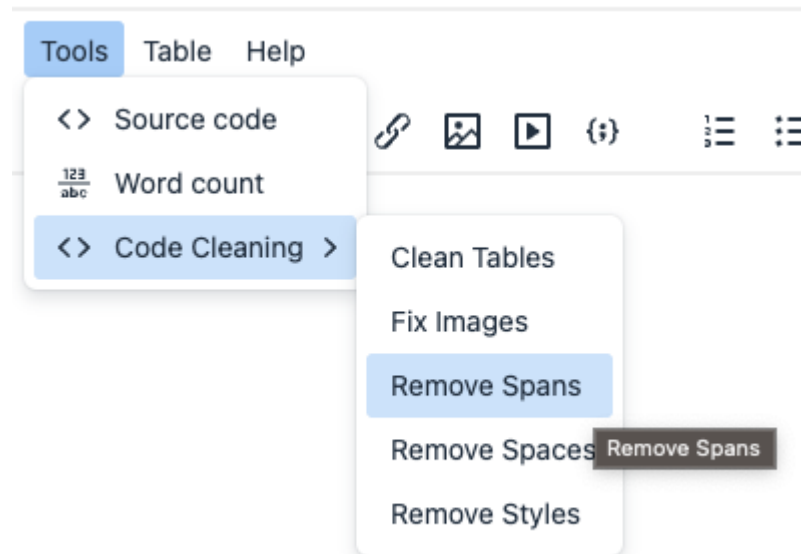 Tools Table Help
<> Source code
123
abc Word count
<> Code Cleaning >
Clean Tables
Fix Images
Remove Spans
Remove Spaces
Remove Spans
Remove Styles